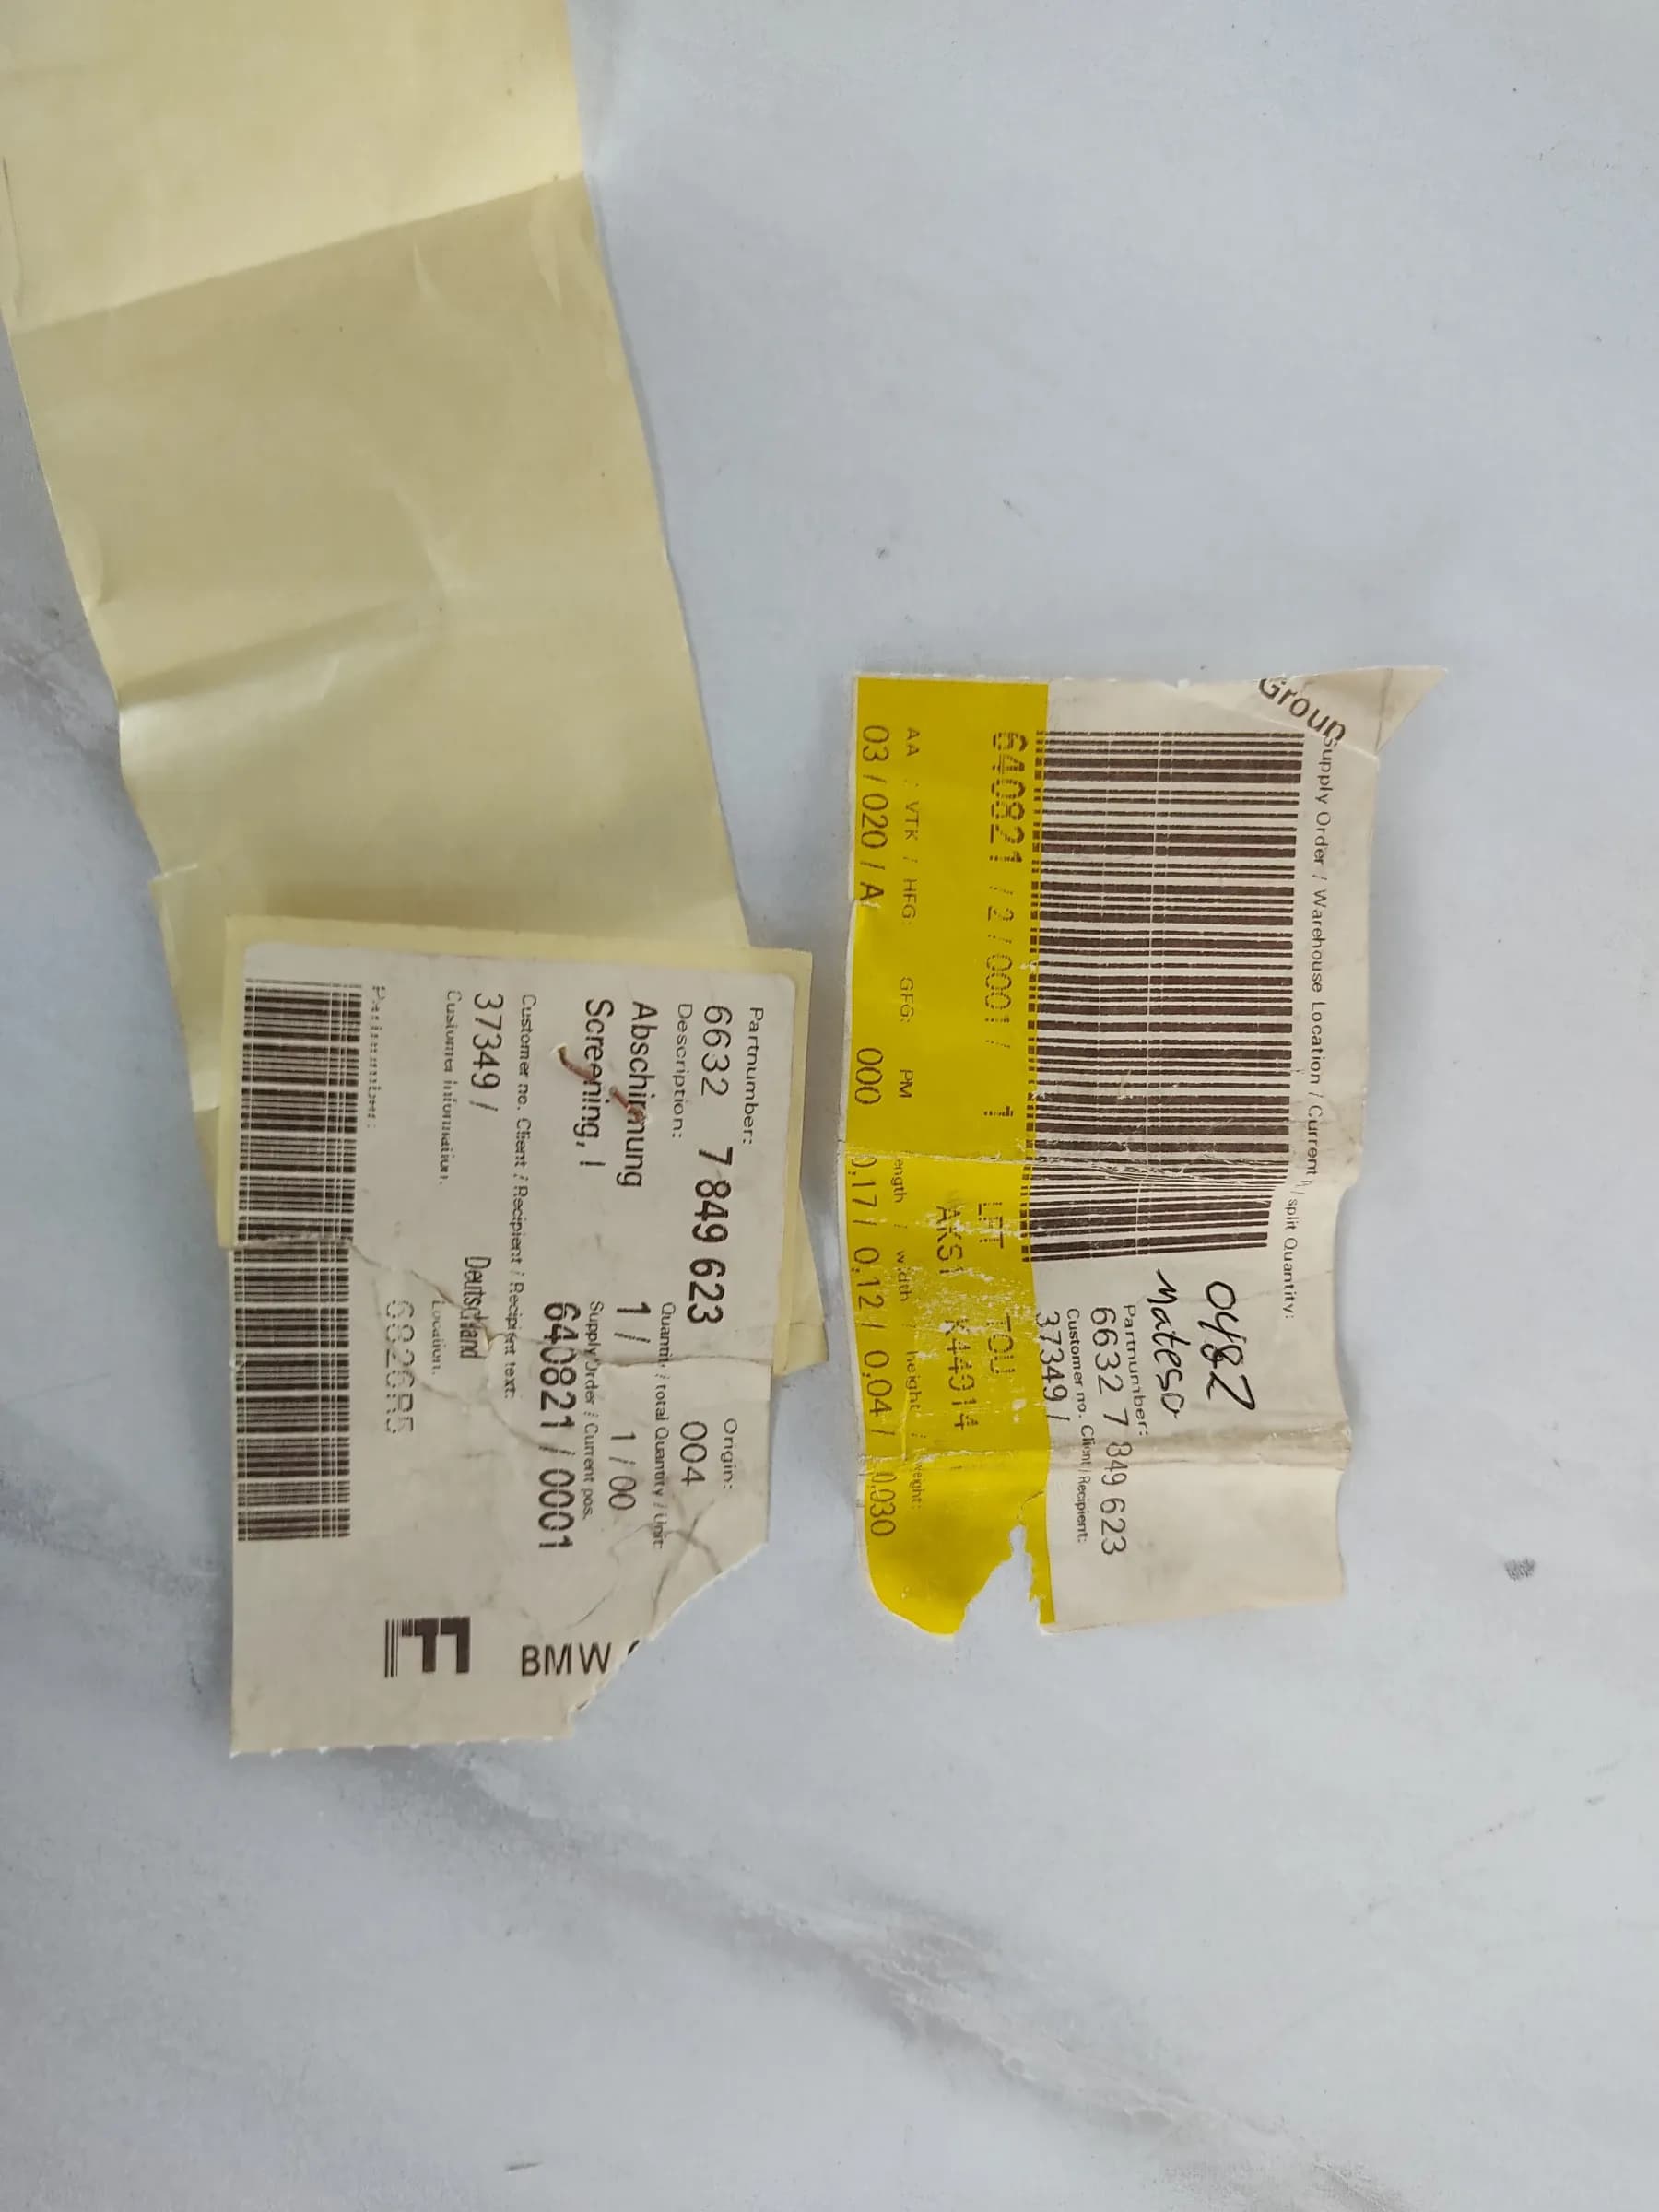 Partnumber:
Origin:
6632 7 849 623
004
Description:
Quantity / total Quantity / Unit:
Abschirmung
1 /
1 / 00
Screening, l
Supply Order / Current pos.
640821 / 0001
Customer no. Client / Recipient / Recipient text:
37349 /
Deutschland
Customer information.
Location.
Partnumber:
BMW
F
Group
Supply Order / Warehouse Location / Current / split Quantity:
0482
Mateso
Partnumber:
6632 7 849 623
Customer no. Client / Recipient:
37349 /
640821 / 2 / 0001 / 1
TOU
AKS1 K44914
AA / VTK / HFG: GFG: PM
ength / width / height / weight:
03 / 020 / A 000
0,17 / 0,12 / 0,04 / 0,030